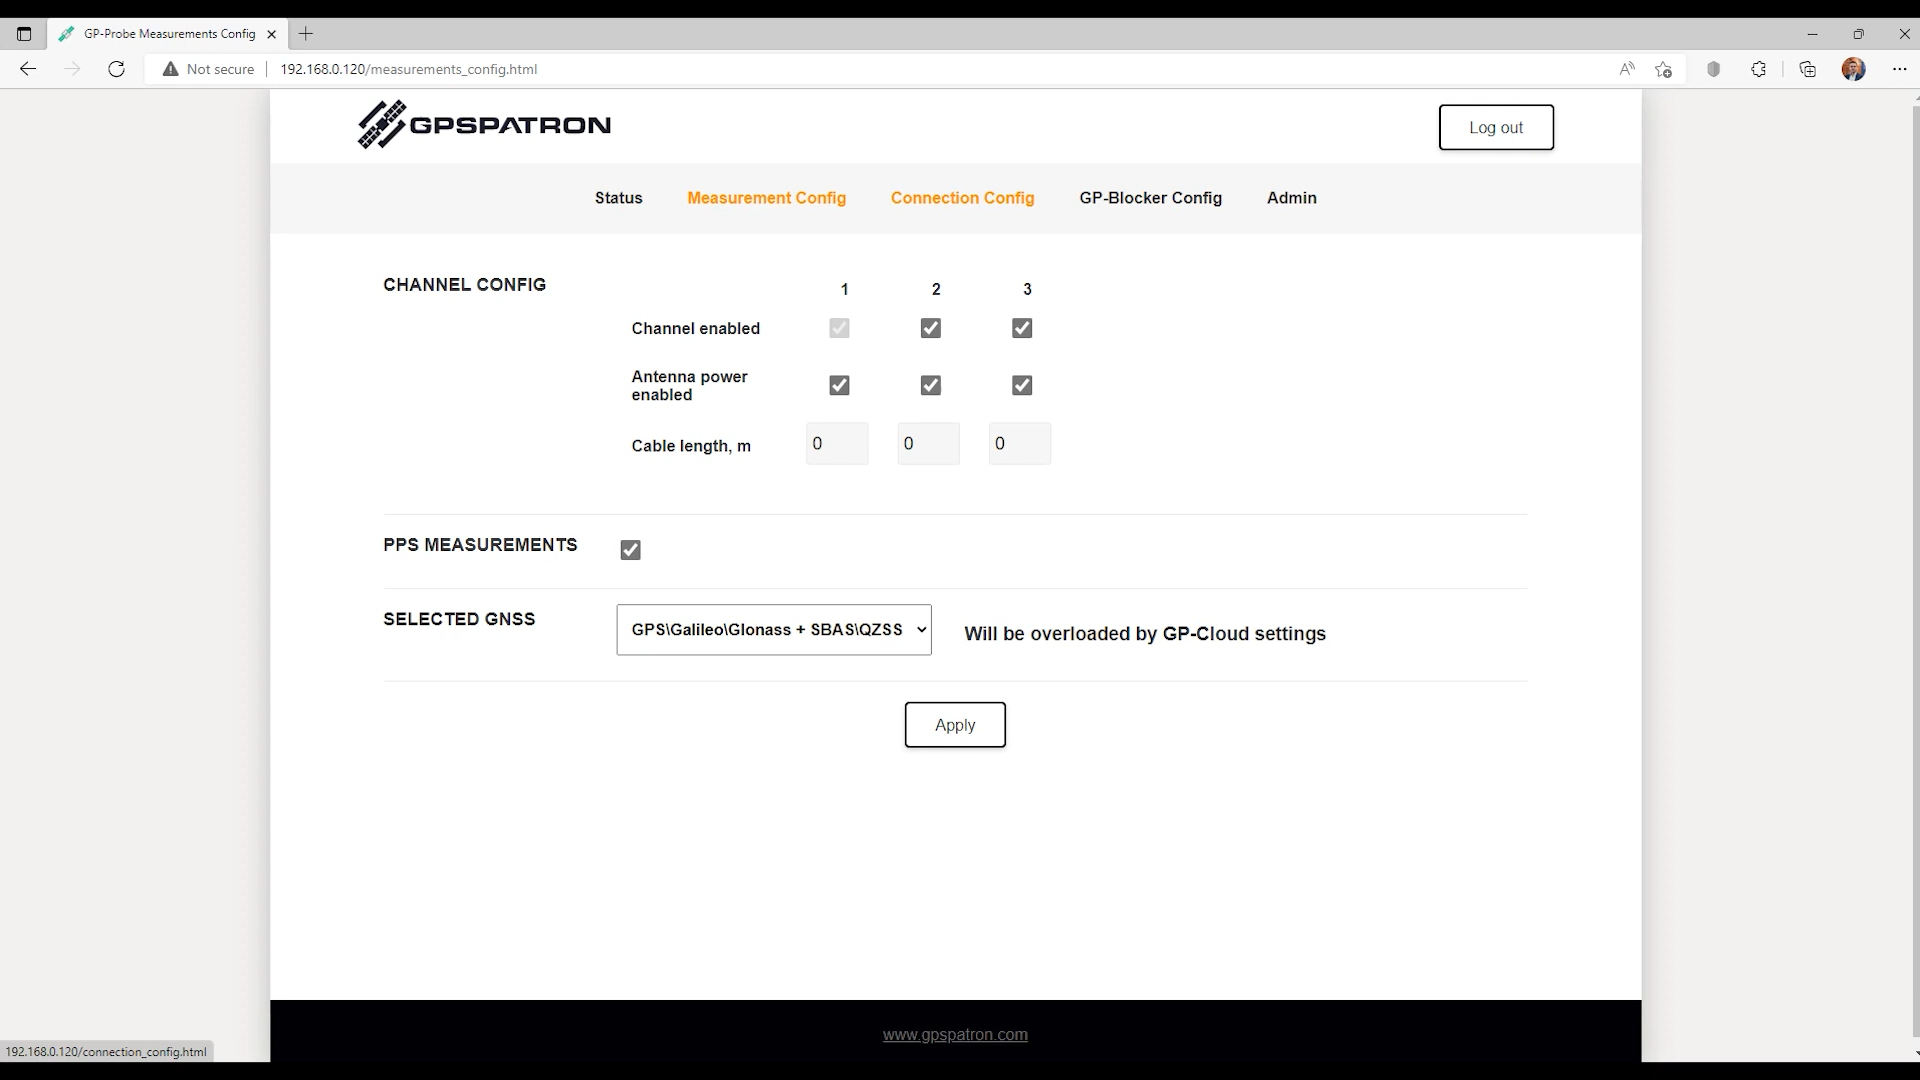 GP-Probe Measurements Config
Not secure
192.168.0.120/measurements_config.html
GPSPATRON
Log out
Status
Measurement Config
Connection Config
GP-Blocker Config
Admin
CHANNEL CONFIG
1 2 3
Channel enabled
Antenna power
enabled
Cable length, m
0 0 0
PPS MEASUREMENTS
SELECTED GNSS
GPS\Galileo\Glonass + SBAS\QZSS
Will be overloaded by GP-Cloud settings
Apply
www.gpspatron.com
192.168.0.120/connection_config.html